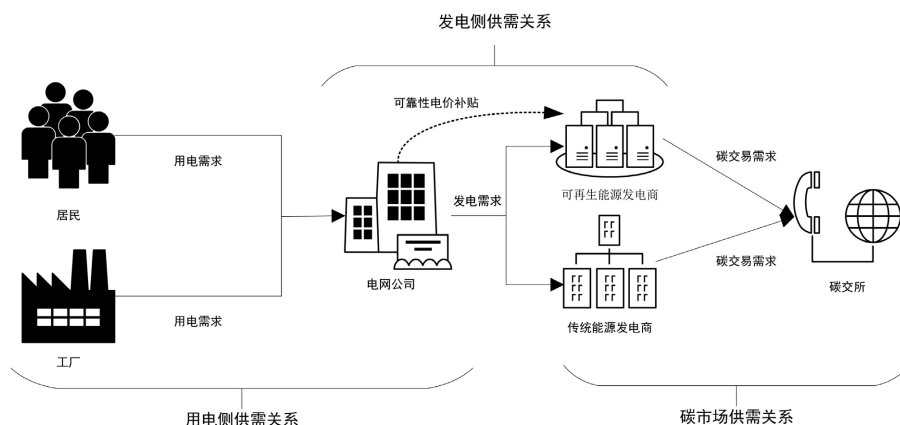 发电侧供需关系
可靠性电价补贴
用电需求
碳交易需求
居民
发电需求
可再生能源发电商
电网公司
碳交易需求
碳交所
用电需求
传统能源发电商
工厂
用电侧供需关系
碳市场供需关系